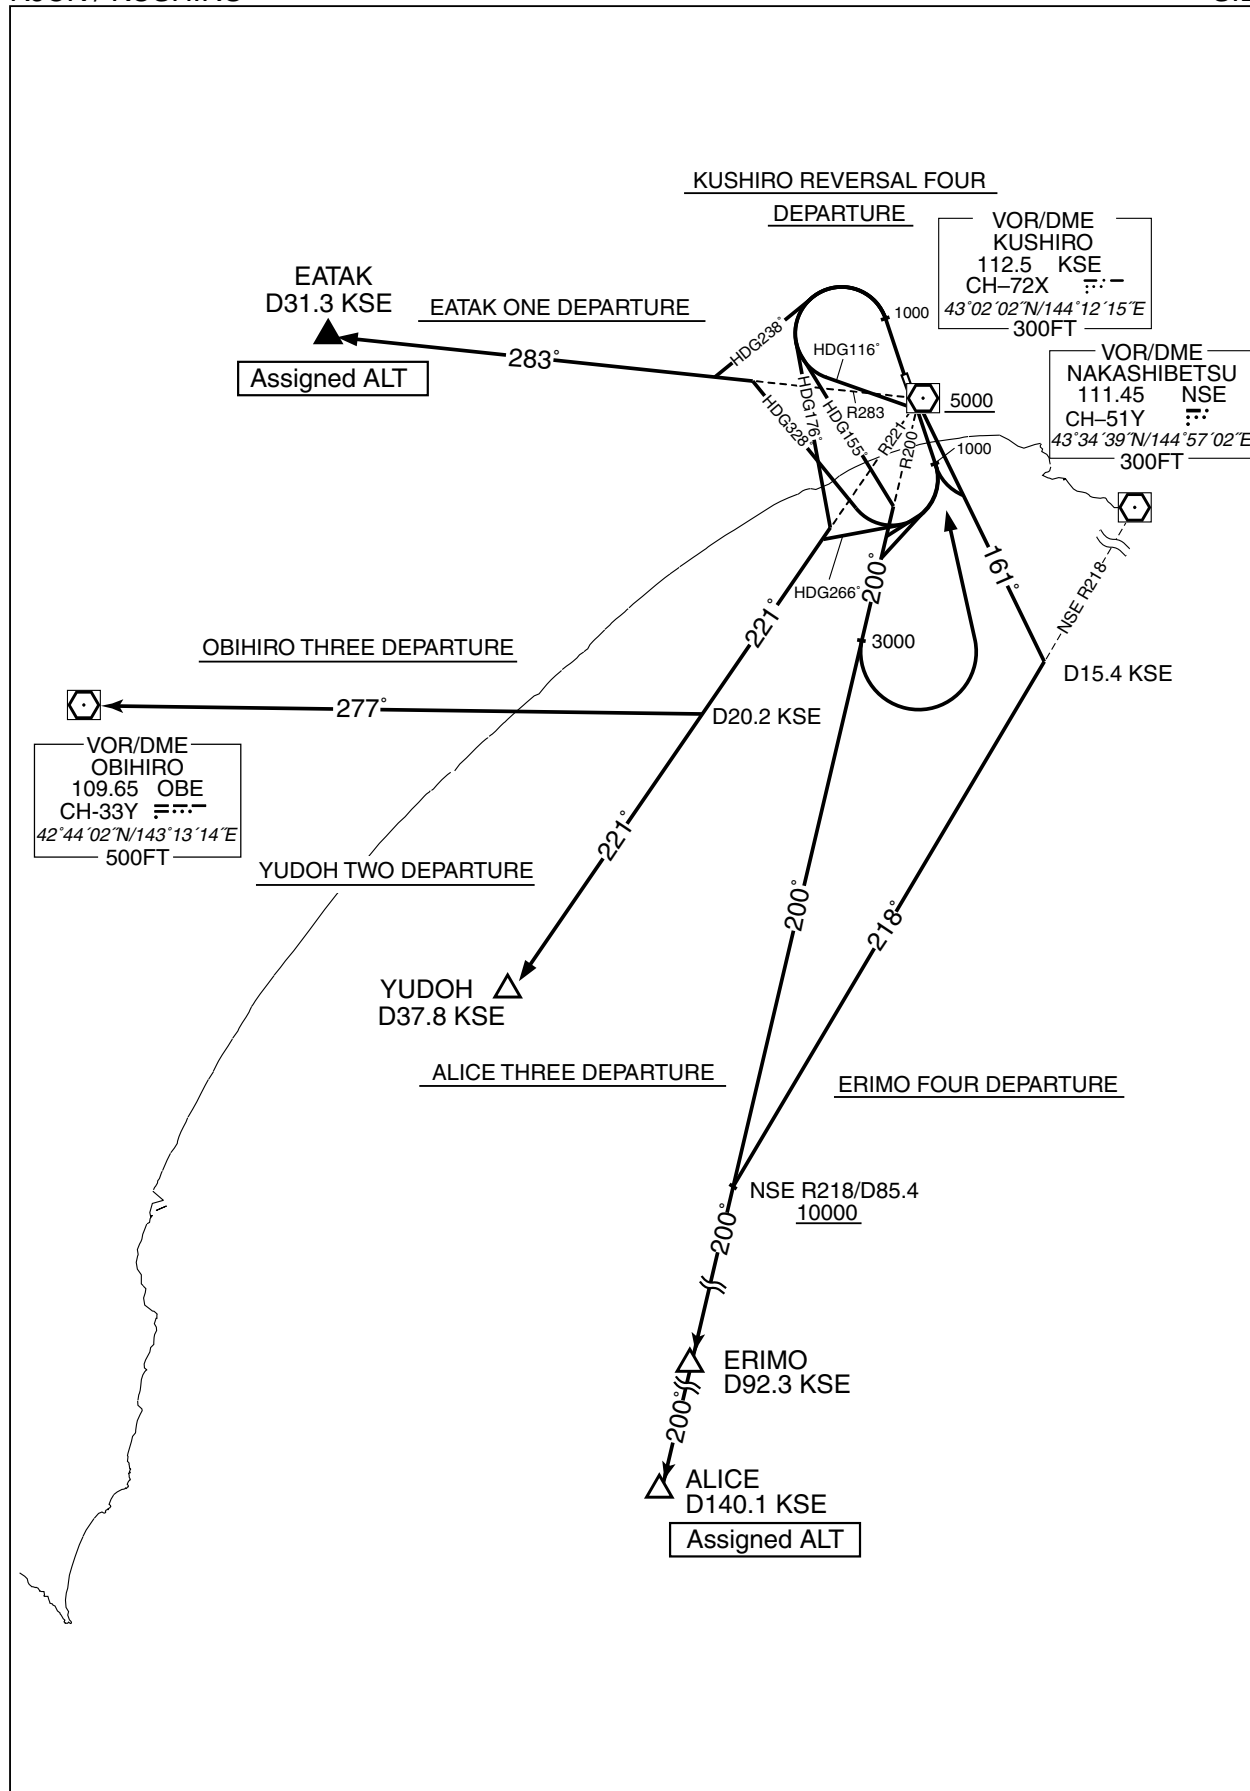 KUSHIRO REVERSAL FOUR
DEPARTURE
VOR/DME
KUSHIRO
112.5 KSE
CH–72X
43°02´02˝N/144°12´15˝E
300FT
EATAK
D31.3 KSE
EATAK ONE DEPARTURE
1000
HDG238°
HDG116°
283°
Assigned ALT
VOR/DME
NAKASHIBETSU
111.45 NSE
CH–51Y
43°34´39˝N/144°57´02˝E
300FT
5000
R283
HDG328°
HDG176°
HDG155°
R221
R200
1000
161°
NSE R218
HDG266°
200°
221°
3000
OBIHIRO THREE DEPARTURE
D15.4 KSE
277°
D20.2 KSE
VOR/DME
OBIHIRO
109.65 OBE
CH-33Y
42°44´02˝N/143°13´14˝E
500FT
221°
YUDOH TWO DEPARTURE
200°
218°
YUDOH
D37.8 KSE
ALICE THREE DEPARTURE
ERIMO FOUR DEPARTURE
NSE R218/D85.4
10000
200°
ERIMO
D92.3 KSE
200°
ALICE
D140.1 KSE
Assigned ALT